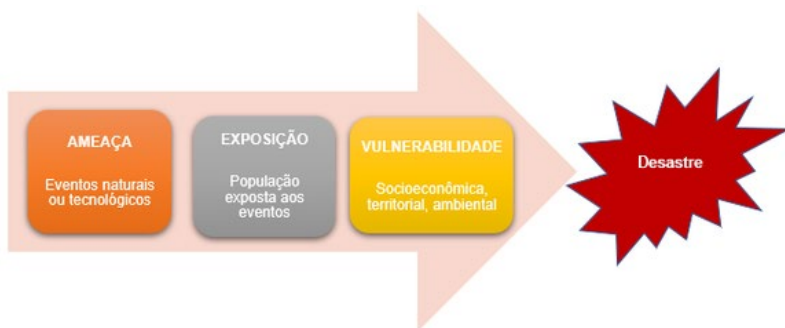 AMEAÇA
Eventos naturais
ou tecnológicos
EXPOSIÇÃO
População
exposta aos
eventos
VULNERABILIDADE
Socioeconômica,
territorial, ambiental
Desastre